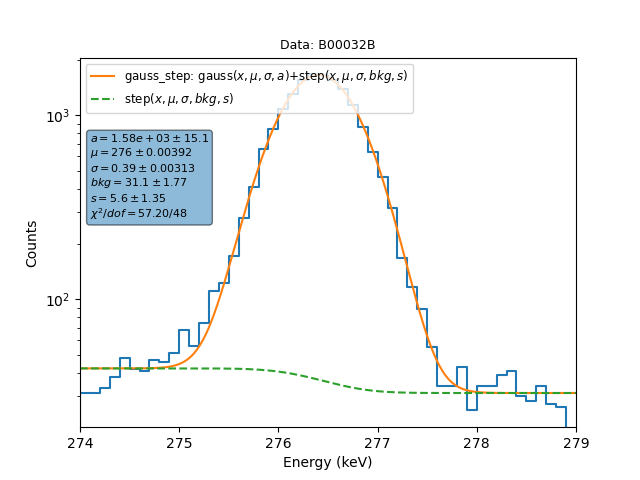 Data: B00032B
gauss_step: gauss(x, μ, σ, a)+step(x, μ, σ, bkg, s)
step(x, μ, σ, bkg, s)
a = 1.58e + 03 ± 15.1
μ = 276 ± 0.00392
σ = 0.39 ± 0.00313
bkg = 31.1 ± 1.77
s = 5.6 ± 1.35
χ²/dof = 57.20/48
10³
10²
Counts
274 275 276 277 278 279
Energy (keV)